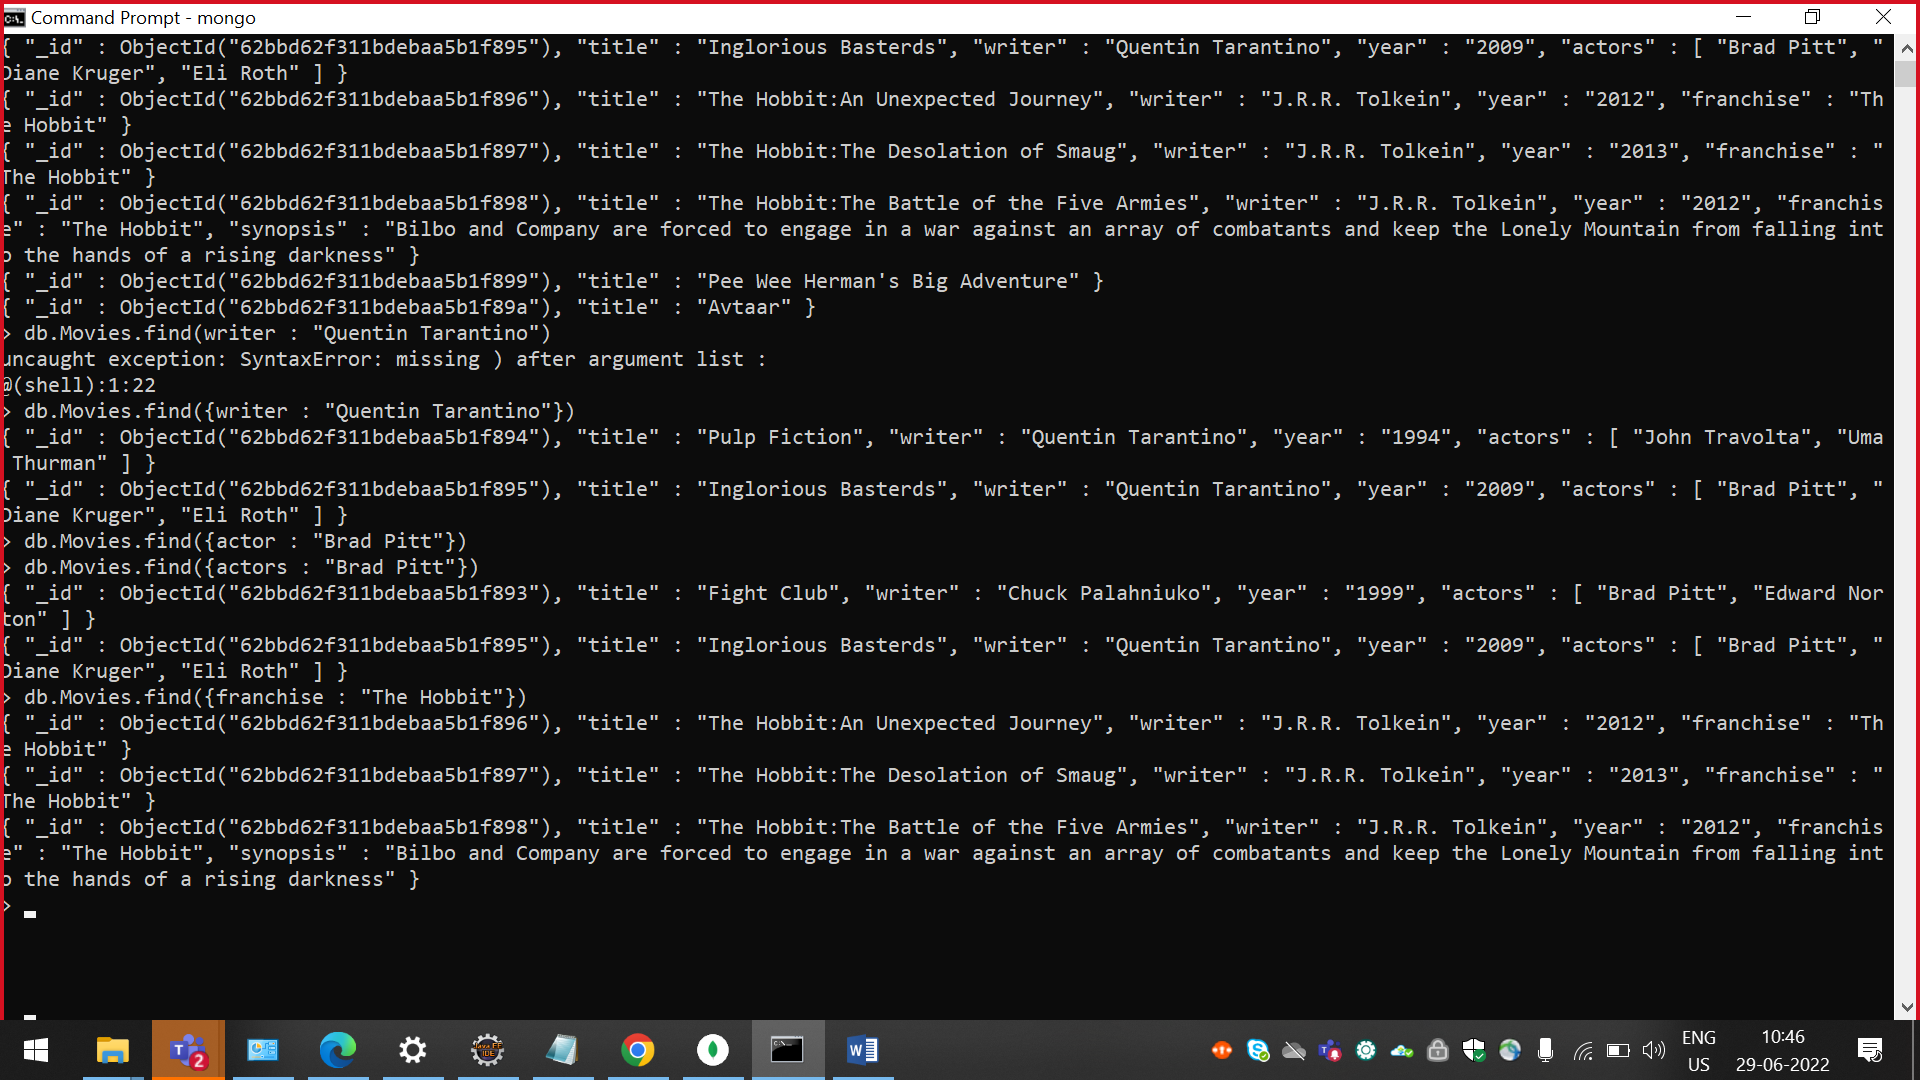 Command Prompt - mongo
{ "_id" : ObjectId("62bbd62f311bdebaa5b1f895"), "title" : "Inglorious Basterds", "writer" : "Quentin Tarantino", "year" : "2009", "actors" : [ "Brad Pitt", "
Diane Kruger", "Eli Roth" ] }
{ "_id" : ObjectId("62bbd62f311bdebaa5b1f896"), "title" : "The Hobbit:An Unexpected Journey", "writer" : "J.R.R. Tolkein", "year" : "2012", "franchise" : "Th
e Hobbit" }
{ "_id" : ObjectId("62bbd62f311bdebaa5b1f897"), "title" : "The Hobbit:The Desolation of Smaug", "writer" : "J.R.R. Tolkein", "year" : "2013", "franchise" : "
The Hobbit" }
{ "_id" : ObjectId("62bbd62f311bdebaa5b1f898"), "title" : "The Hobbit:The Battle of the Five Armies", "writer" : "J.R.R. Tolkein", "year" : "2012", "franchis
e" : "The Hobbit", "synopsis" : "Bilbo and Company are forced to engage in a war against an array of combatants and keep the Lonely Mountain from falling int
o the hands of a rising darkness" }
{ "_id" : ObjectId("62bbd62f311bdebaa5b1f899"), "title" : "Pee Wee Herman's Big Adventure" }
{ "_id" : ObjectId("62bbd62f311bdebaa5b1f89a"), "title" : "Avtaar" }
> db.Movies.find(writer : "Quentin Tarantino")
uncaught exception: SyntaxError: missing ) after argument list :
@(shell):1:22
> db.Movies.find({writer : "Quentin Tarantino"})
{ "_id" : ObjectId("62bbd62f311bdebaa5b1f894"), "title" : "Pulp Fiction", "writer" : "Quentin Tarantino", "year" : "1994", "actors" : [ "John Travolta", "Uma
Thurman" ] }
{ "_id" : ObjectId("62bbd62f311bdebaa5b1f895"), "title" : "Inglorious Basterds", "writer" : "Quentin Tarantino", "year" : "2009", "actors" : [ "Brad Pitt", "
Diane Kruger", "Eli Roth" ] }
> db.Movies.find({actor : "Brad Pitt"})
> db.Movies.find({actors : "Brad Pitt"})
{ "_id" : ObjectId("62bbd62f311bdebaa5b1f893"), "title" : "Fight Club", "writer" : "Chuck Palahniuko", "year" : "1999", "actors" : [ "Brad Pitt", "Edward Nor
ton" ] }
{ "_id" : ObjectId("62bbd62f311bdebaa5b1f895"), "title" : "Inglorious Basterds", "writer" : "Quentin Tarantino", "year" : "2009", "actors" : [ "Brad Pitt", "
Diane Kruger", "Eli Roth" ] }
> db.Movies.find({franchise : "The Hobbit"})
{ "_id" : ObjectId("62bbd62f311bdebaa5b1f896"), "title" : "The Hobbit:An Unexpected Journey", "writer" : "J.R.R. Tolkein", "year" : "2012", "franchise" : "Th
e Hobbit" }
{ "_id" : ObjectId("62bbd62f311bdebaa5b1f897"), "title" : "The Hobbit:The Desolation of Smaug", "writer" : "J.R.R. Tolkein", "year" : "2013", "franchise" : "
The Hobbit" }
{ "_id" : ObjectId("62bbd62f311bdebaa5b1f898"), "title" : "The Hobbit:The Battle of the Five Armies", "writer" : "J.R.R. Tolkein", "year" : "2012", "franchis
e" : "The Hobbit", "synopsis" : "Bilbo and Company are forced to engage in a war against an array of combatants and keep the Lonely Mountain from falling int
o the hands of a rising darkness" }
>
ENG 10:46
US 29-06-2022